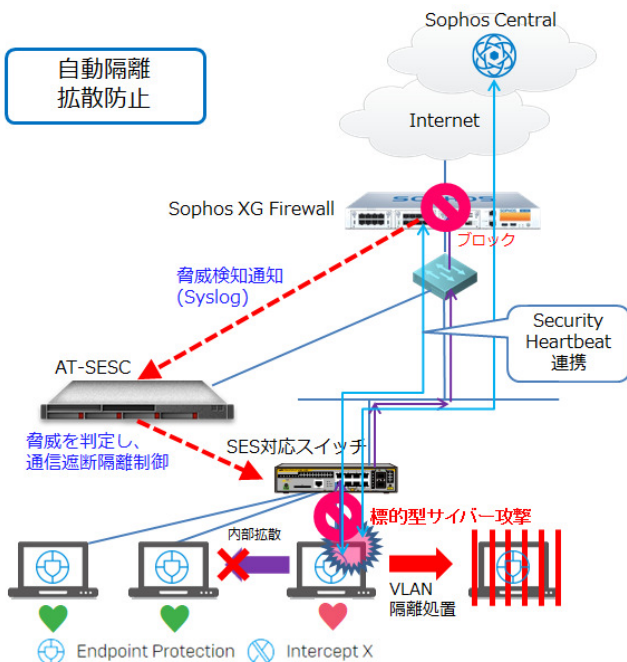 Sophos Central
自動隔離
拡散防止
Internet
SOPHOS
Sophos XG Firewall
ブロック
脅威検知通知
(Syslog)
Security
Heartbeat
連携
AT-SESC
脅威を判定し、
通信遮断隔離制御
SES対応スイッチ
標的型サイバー攻撃
内部拡散
VLAN
隔離処置
Endpoint Protection
Intercept X